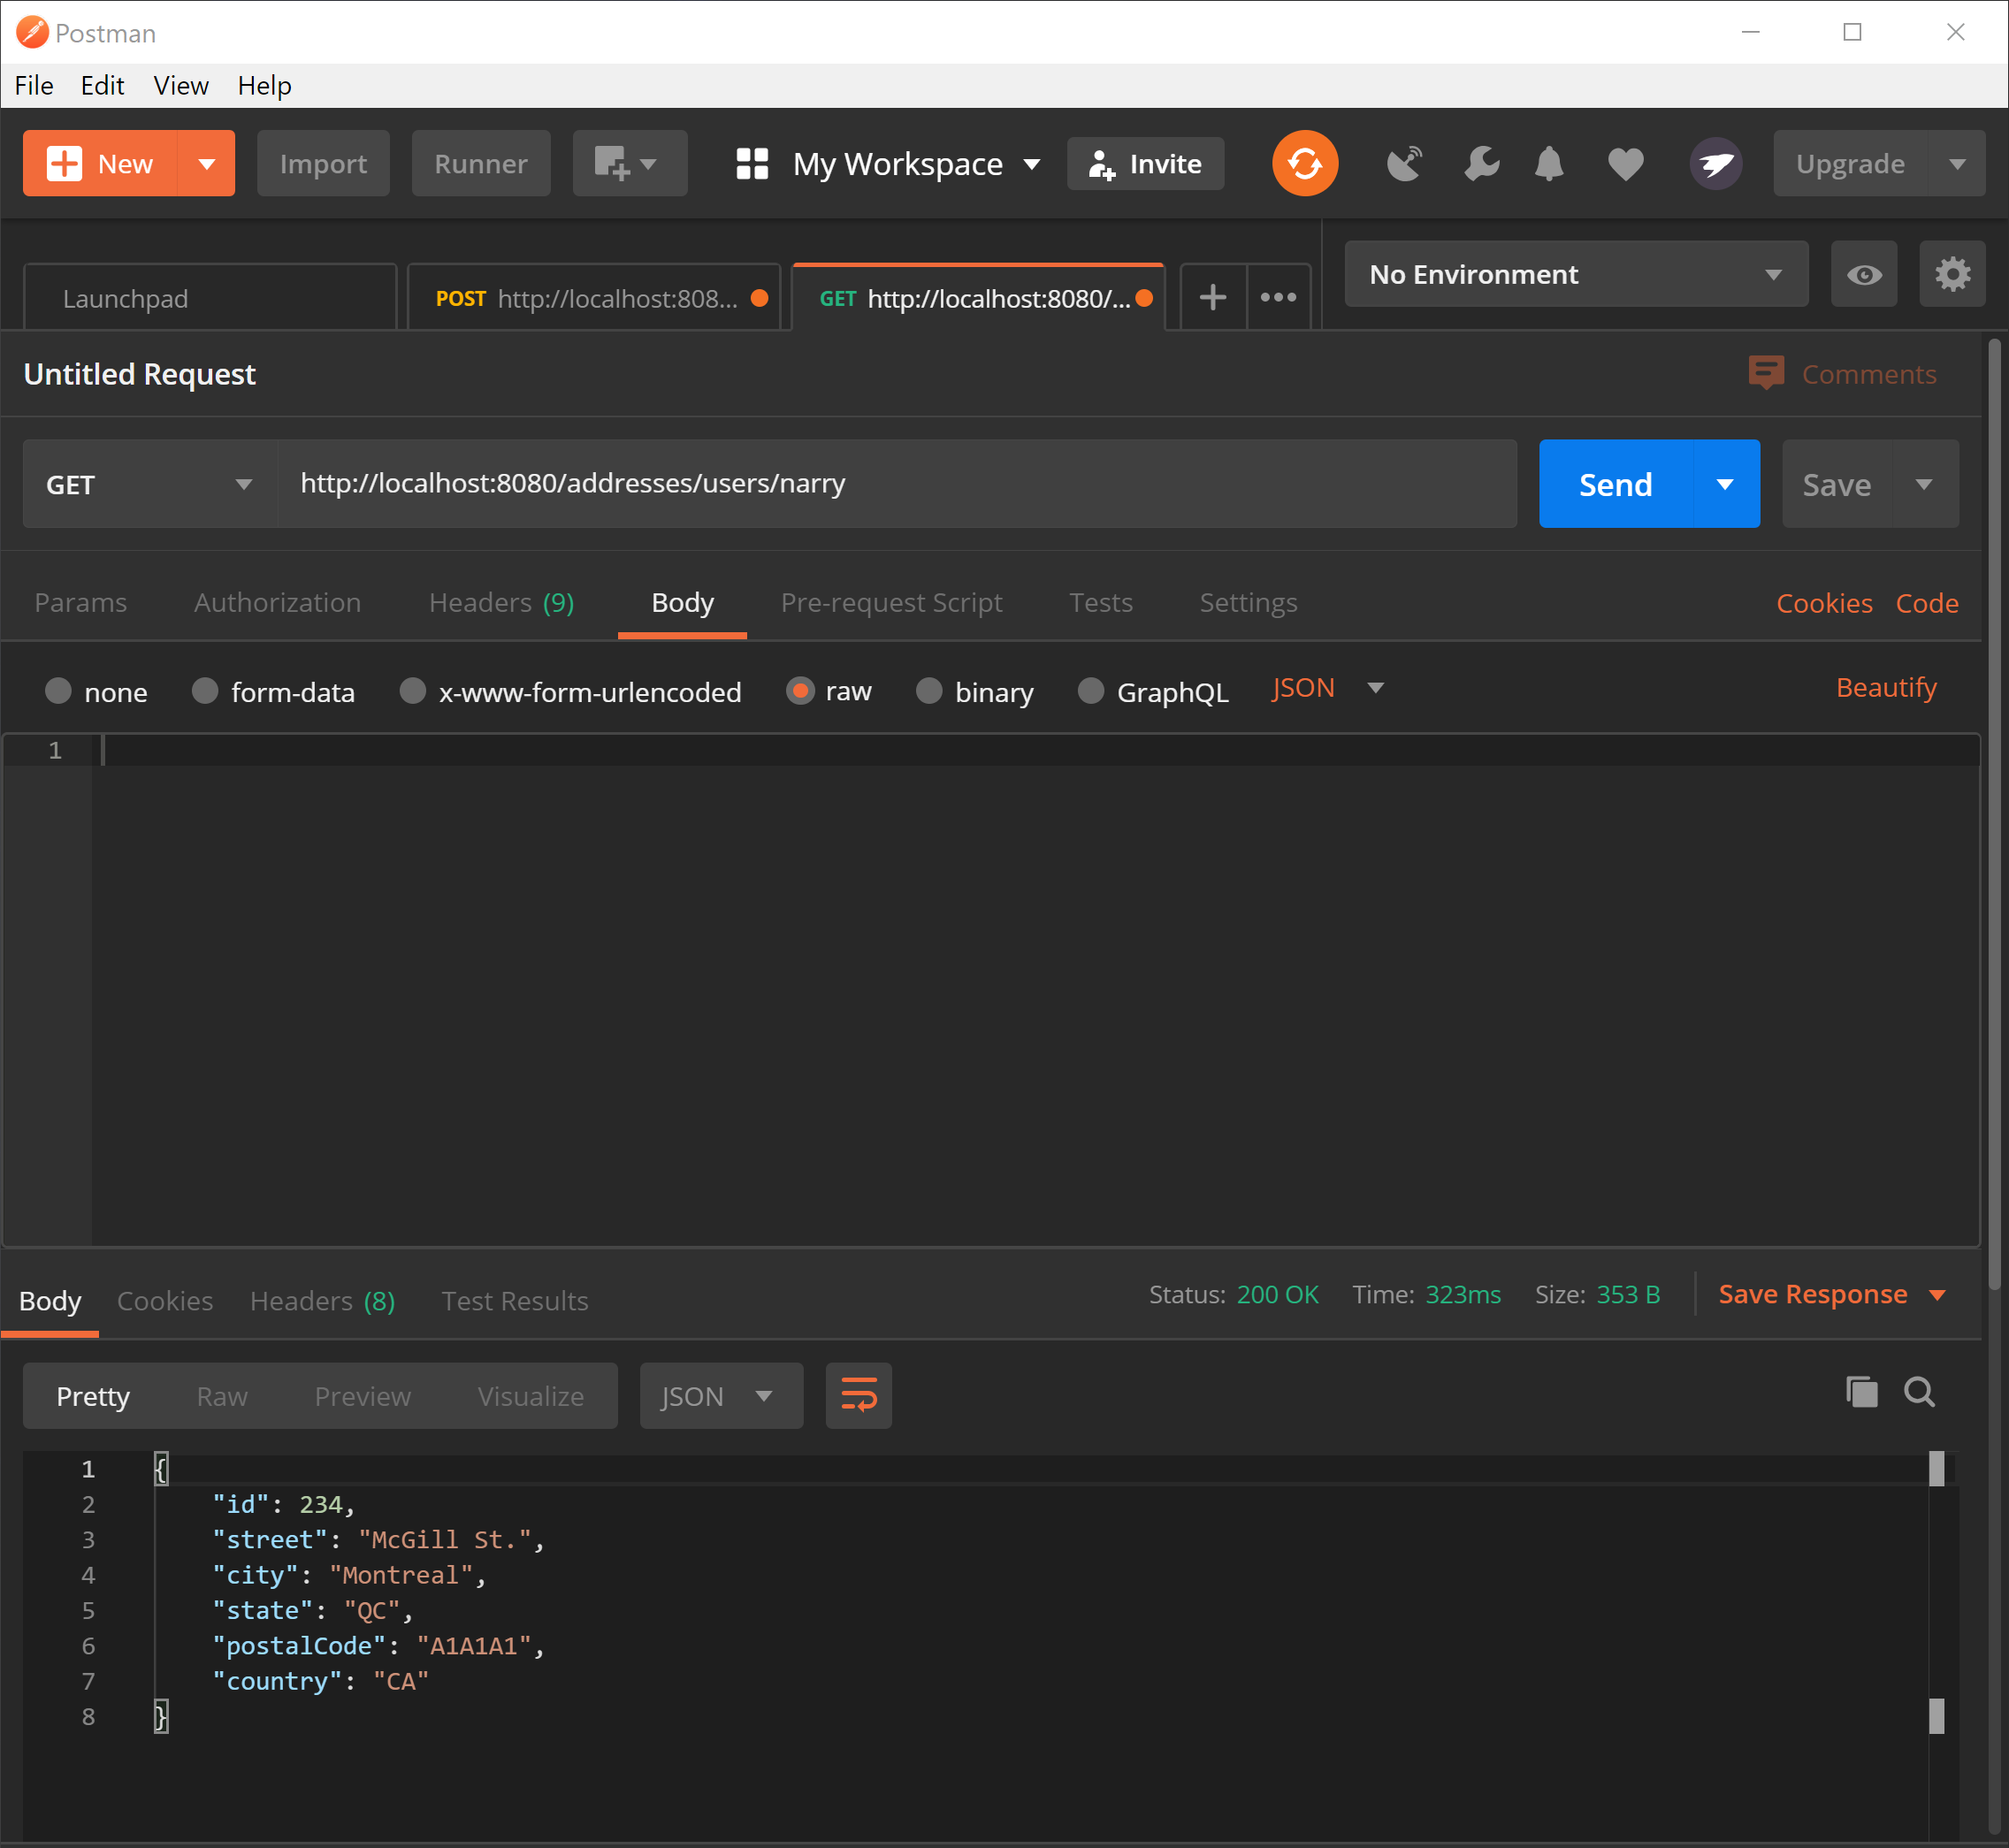 Postman
File Edit View Help
New Import Runner My Workspace Invite Upgrade
Launchpad POST http://localhost:808... GET http://localhost:8080/... No Environment
Untitled Request Comments
GET http://localhost:8080/addresses/users/narry Send Save
Params Authorization Headers (9) Body Pre-request Script Tests Settings Cookies Code
none form-data x-www-form-urlencoded raw binary GraphQL JSON Beautify
1
Body Cookies Headers (8) Test Results Status: 200 OK Time: 323ms Size: 353 B Save Response
Pretty Raw Preview Visualize JSON
1 {
2 "id": 234,
3 "street": "McGill St.",
4 "city": "Montreal",
5 "state": "QC",
6 "postalCode": "A1A1A1",
7 "country": "CA"
8 }